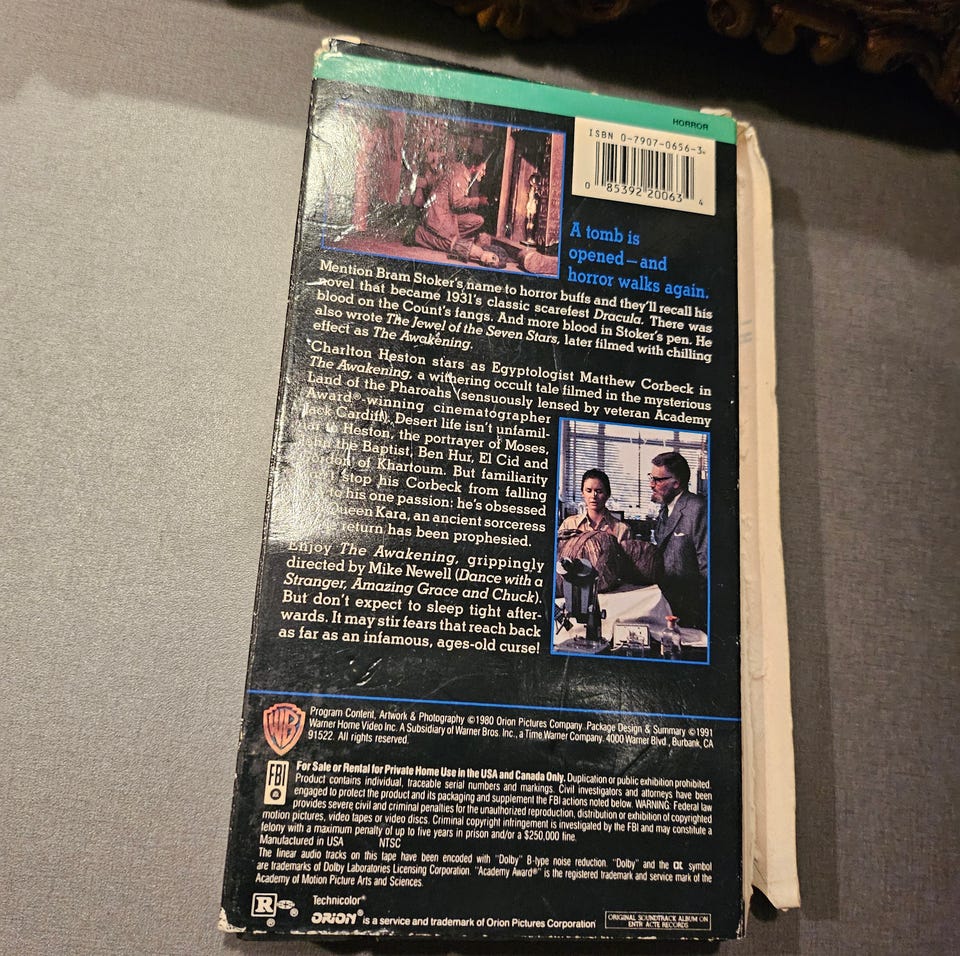 HORROR
ISBN 0-7907-0656-3
0 85392 20063 4
A tomb is
opened—and
horror walks again.
Mention Bram Stoker's name to horror buffs and they'll recall his
novel that became 1931's classic scarefest Dracula. There was
blood on the Count's fangs. And more blood in Stoker's pen. He
also wrote The Jewel of the Seven Stars, later filmed with chilling
effect as The Awakening.
Charlton Heston stars as Egyptologist Matthew Corbeck in
The Awakening, a withering occult tale filmed in the mysterious
Land of the Pharoahs (sensuously lensed by veteran Academy
Award®-winning cinematographer
Jack Cardiff). Desert life isn't unfamil-
iar to Heston, the portrayer of Moses,
John the Baptist, Ben Hur, El Cid and
Gordon of Khartoum. But familiarity
stop his Corbeck from falling
to his one passion: he's obsessed
Queen Kara, an ancient sorceress
return has been prophesied.
Enjoy The Awakening, grippingly
directed by Mike Newell (Dance with a
Stranger, Amazing Grace and Chuck).
But don't expect to sleep tight after-
wards. It may stir fears that reach back
as far as an infamous, ages-old curse!
WB
Program Content, Artwork & Photography ©1980 Orion Pictures Company. Package Design & Summary ©1991
Warner Home Video Inc. A Subsidiary of Warner Bros. Inc., a Time Warner Company. 4000 Warner Blvd., Burbank, CA
91522. All rights reserved.
FBI
For Sale or Rental for Private Home Use in the USA and Canada Only. Duplication or public exhibition prohibited.
Product contains individual, traceable serial numbers and markings. Civil investigators and attorneys have been
engaged to protect the product and its packaging and supplement the FBI actions noted below. WARNING: Federal law
provides severe civil and criminal penalties for the unauthorized reproduction, distribution or exhibition of copyrighted
motion pictures, video tapes or video discs. Criminal copyright infringement is investigated by the FBI and may constitute a
felony with a maximum penalty of up to five years in prison and/or a $250,000 fine.
Manufactured in USA NTSC
The linear audio tracks on this tape have been encoded with "Dolby" B-type noise reduction. "Dolby" and the symbol
are trademarks of Dolby Laboratories Licensing Corporation. "Academy Award®" is the registered trademark and service mark of the
Academy of Motion Picture Arts and Sciences.
R ® Technicolor®
ORION® is a service and trademark of Orion Pictures Corporation
ORIGINAL SOUNDTRACK ALBUM ON
ENTR' ACTE RECORDS